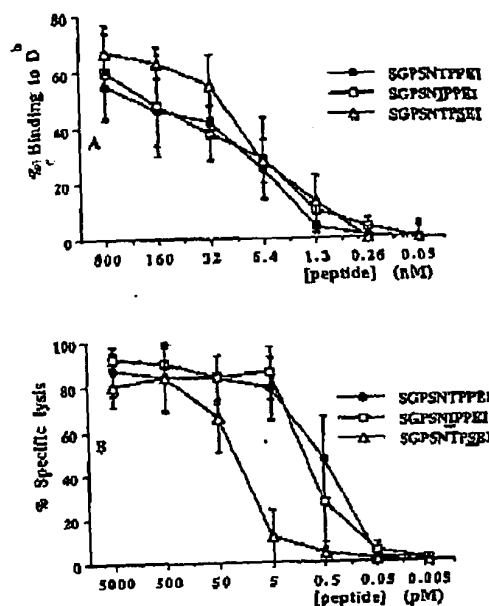 80
60
40
20
0
% Binding to D b
A
SGPSNTPPEI
SGPSNIPPEI
SGPSNTPSEI
800 160 32 6.4 1.3 0.26 0.05
[peptide] (nM)
100
80
60
40
20
0
% Specific lysis
B
SGPSNTPPEI
SGPSNIPPEI
SGPSNTPSEI
5000 500 50 5 0.5 0.05 0.005
[peptide] (pM)